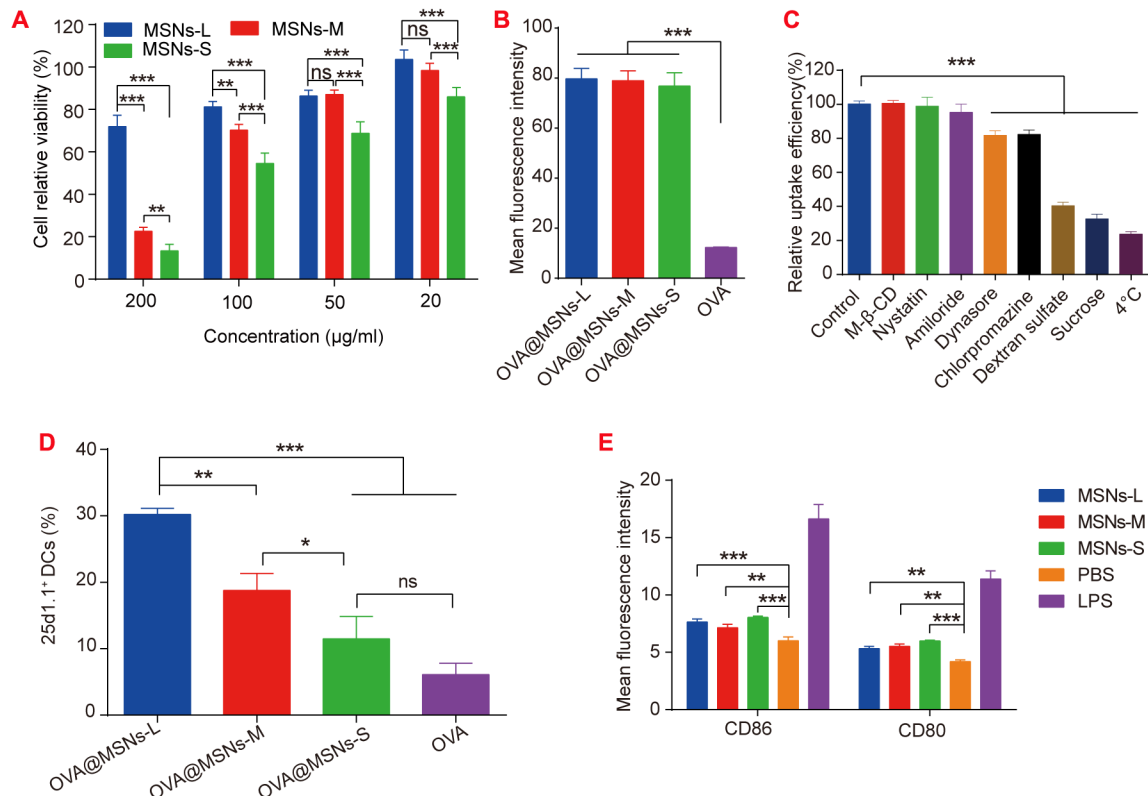 A
MSNs-L
MSNs-M
MSNs-S
Cell relative viability (%)
120
100
80
60
40
20
0
***
***
**
***
**
***
***
ns
***
***
ns
***
200
100
50
20
Concentration (µg/ml)
B
Mean fluorescence intensity
100
80
60
40
20
0
***
OVA@MSNs-L
OVA@MSNs-M
OVA@MSNs-S
OVA
C
Relative uptake efficiency(%)
120
100
80
60
40
20
0
***
Control
M-β-CD
Nystatin
Amiloride
Dynasore
Chlorpromazine
Dextran sulfate
Sucrose
4°C
D
25d1.1⁺ DCs (%)
40
30
20
10
0
***
**
*
ns
OVA@MSNs-L
OVA@MSNs-M
OVA@MSNs-S
OVA
E
Mean fluorescence intensity
20
15
10
5
0
***
**
***
**
**
***
CD86
CD80
MSNs-L
MSNs-M
MSNs-S
PBS
LPS